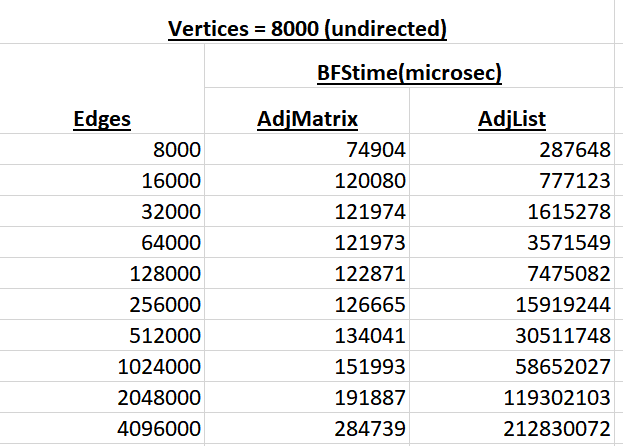 Vertices = 8000 (undirected)
BFStime(microsec)
Edges AdjMatrix AdjList
8000 74904 287648
16000 120080 777123
32000 121974 1615278
64000 121973 3571549
128000 122871 7475082
256000 126665 15919244
512000 134041 30511748
1024000 151993 58652027
2048000 191887 119302103
4096000 284739 212830072